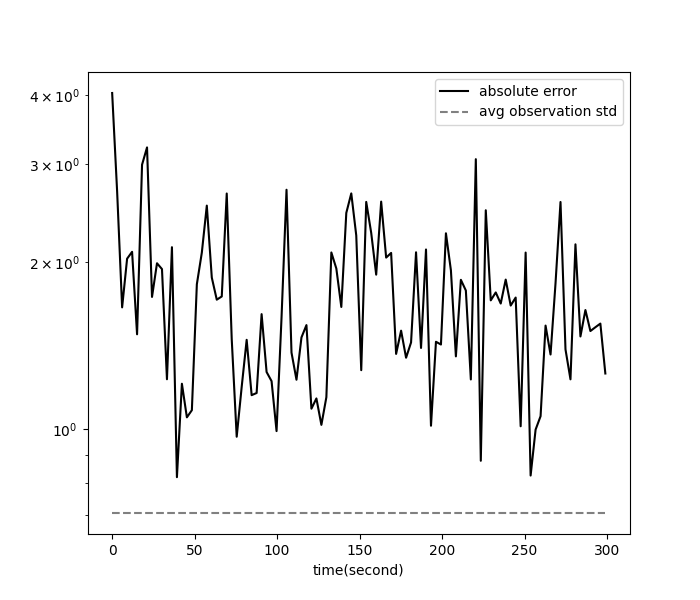 absolute error
avg observation std
4 × 10⁰
3 × 10⁰
2 × 10⁰
10⁰
0 50 100 150 200 250 300
time(second)